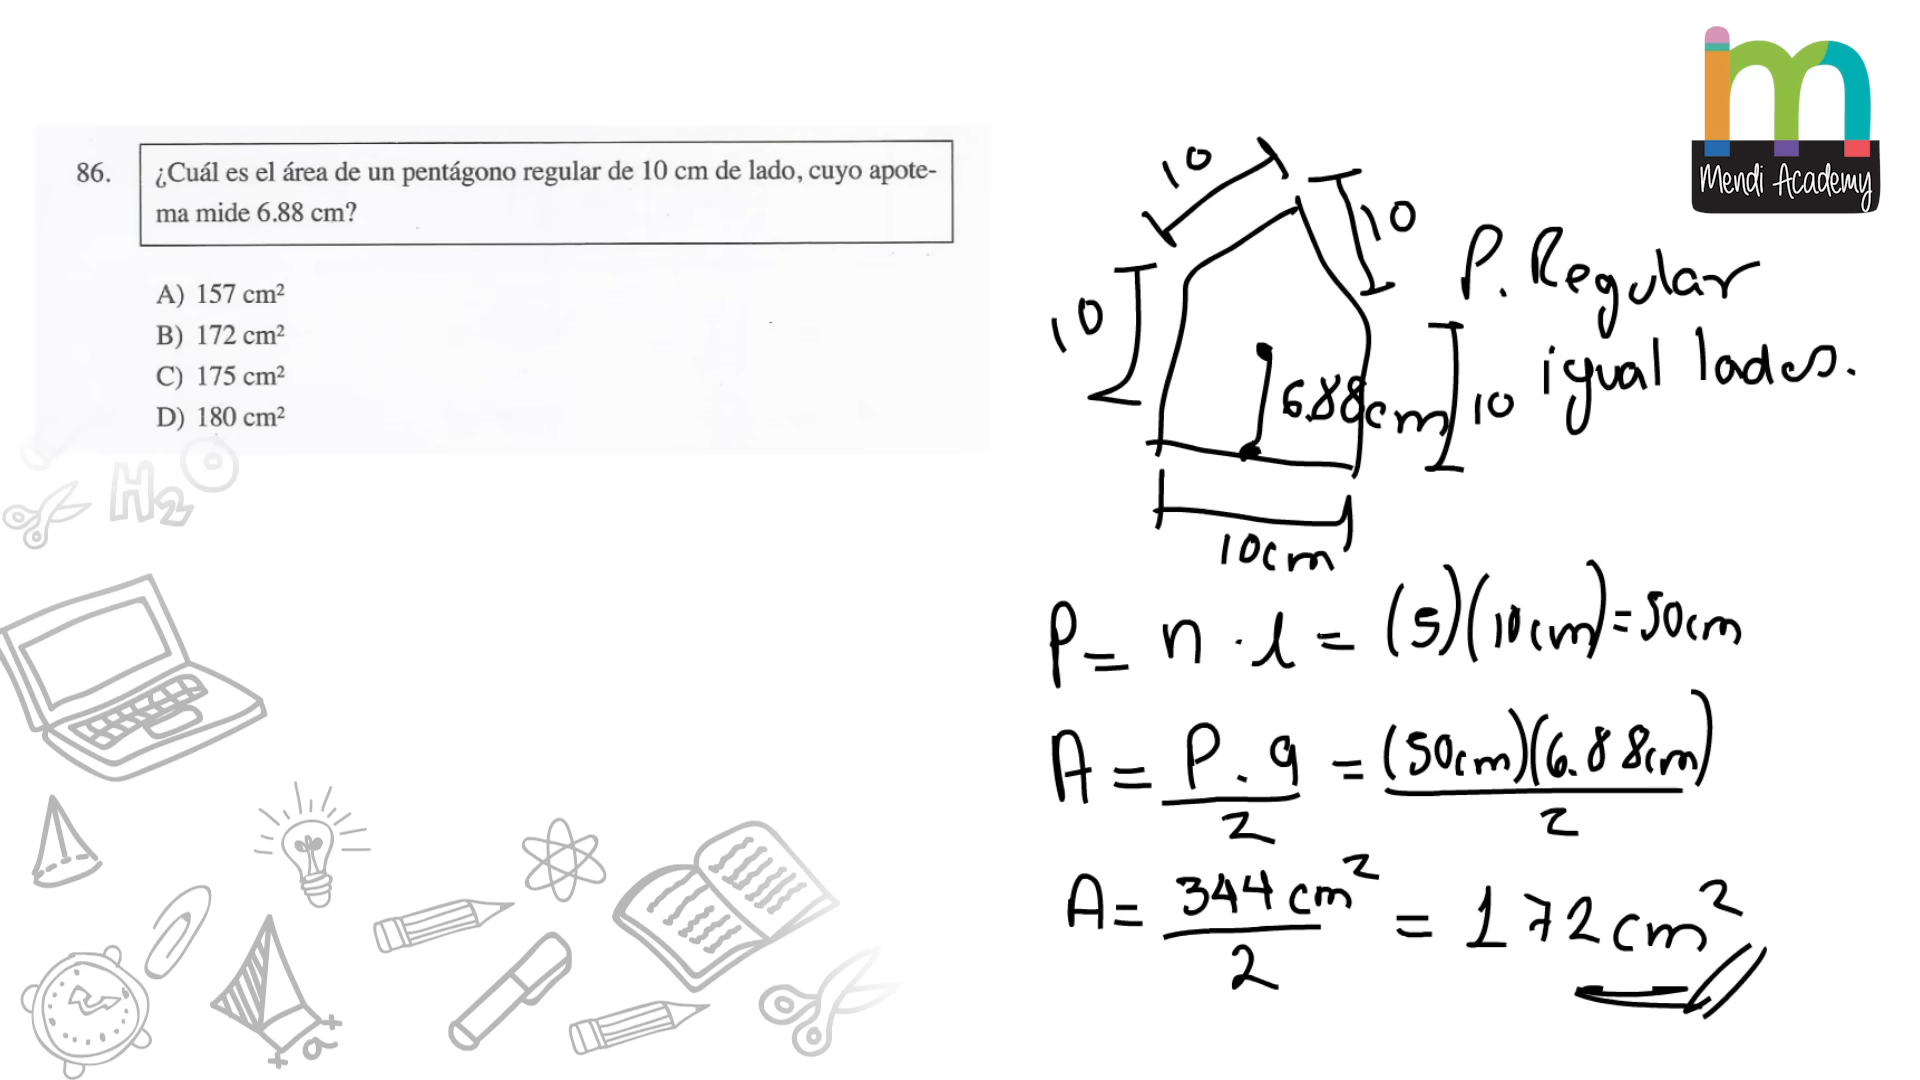 86. ¿Cuál es el área de un pentágono regular de 10 cm de lado, cuyo apote-
ma mide 6.88 cm?
A) 157 cm²
B) 172 cm²
C) 175 cm²
D) 180 cm²
H₂O
Mendi Academy
10
10
10
6.88cm
10
10cm
P. Regular
igual lados.
P = n · l = (5)(10cm) = 50cm
A = P . a / 2 = (50cm)(6.88cm) / 2
A = 344 cm² / 2 = 172 cm²